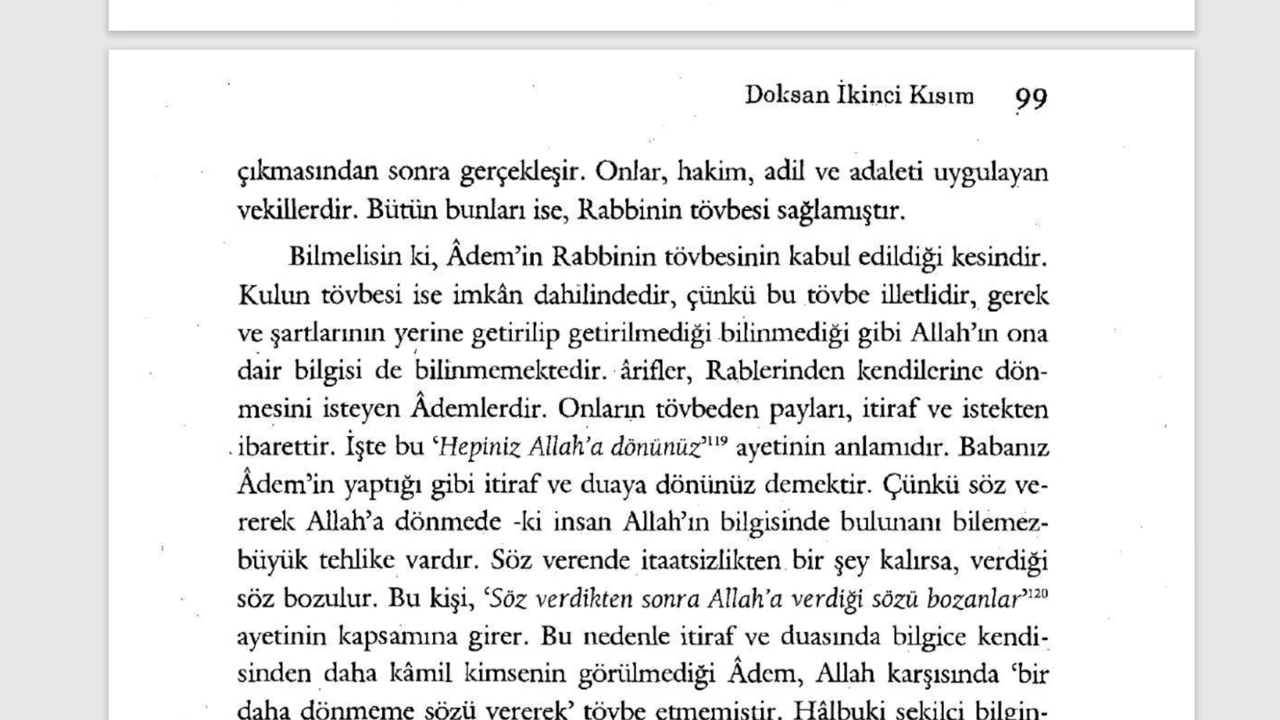 Doksan İkinci Kısım 99
çıkmasından sonra gerçekleşir. Onlar, hakim, adil ve adaleti uygulayan
vekillerdir. Bütün bunları ise, Rabbinin tövbesi sağlamıştır.
Bilmelisin ki, Âdem’in Rabbinin tövbesinin kabul edildiği kesindir.
Kulun tövbesi ise imkân dahilindedir, çünkü bu tövbe illetlidir, gerek
ve şartlarının yerine getirilip getirilmediği bilinmediği gibi Allah’ın ona
dair bilgisi de bilinmemektedir. ârifler, Rablerinden kendilerine dön-
mesini isteyen Âdemlerdir. Onların tövbeden payları, itiraf ve istekten
ibarettir. İşte bu ‘Hepiniz Allah’a dönünüz’¹¹⁹ ayetinin anlamıdır. Babanız
Âdem’in yaptığı gibi itiraf ve duaya dönünüz demektir. Çünkü söz ve-
rerek Allah’a dönmede -ki insan Allah’ın bilgisinde bulunanı bilemez-
büyük tehlike vardır. Söz verende itaatsizlikten bir şey kalırsa, verdiği
söz bozulur. Bu kişi, ‘Söz verdikten sonra Allah’a verdiği sözü bozanlar’¹²⁰
ayetinin kapsamına girer. Bu nedenle itiraf ve duasında bilgice kendi-
sinden daha kâmil kimsenin görülmediği Âdem, Allah karşısında ‘bir
daha dönmeme sözü vererek’ tövbe etmemiştir. Hâlbuki şekilci bilgin-